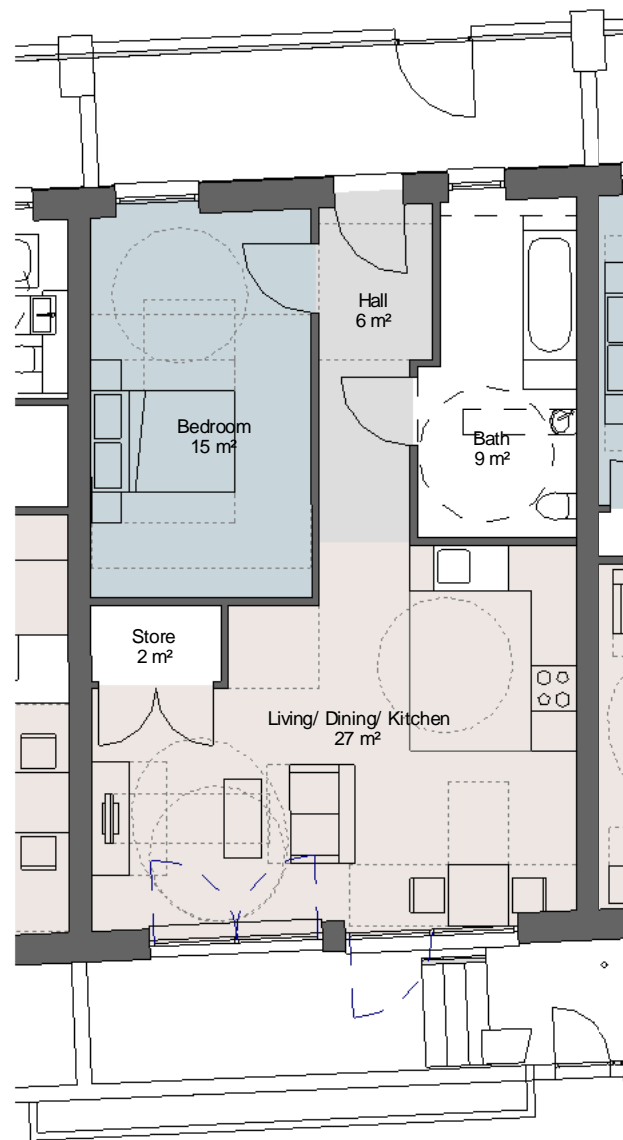 Hall
6 m²
Bedroom
15 m²
Bath
9 m²
Store
2 m²
Living/ Dining/ Kitchen
27 m²